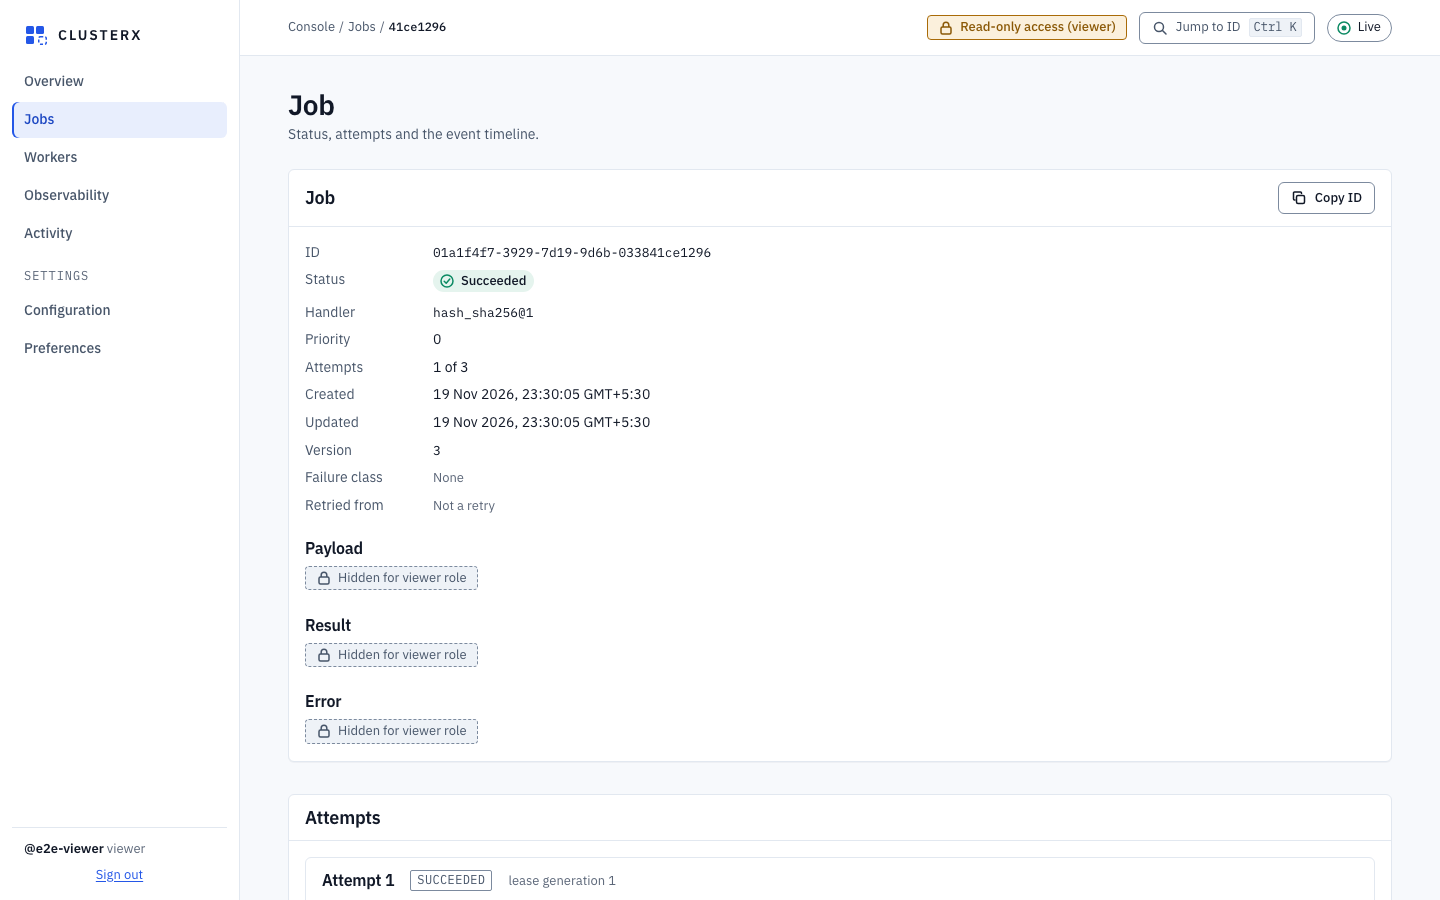 CLUSTERX
Overview
Jobs
Workers
Observability
Activity
SETTINGS
Configuration
Preferences
@e2e-viewer viewer
Sign out
Console / Jobs / 41ce1296
Read-only access (viewer)
Jump to ID Ctrl K
Live
Job
Status, attempts and the event timeline.
Job
Copy ID
ID 01a1f4f7-3929-7d19-9d6b-033841ce1296
Status Succeeded
Handler hash_sha256@1
Priority 0
Attempts 1 of 3
Created 19 Nov 2026, 23:30:05 GMT+5:30
Updated 19 Nov 2026, 23:30:05 GMT+5:30
Version 3
Failure class None
Retried from Not a retry
Payload
Hidden for viewer role
Result
Hidden for viewer role
Error
Hidden for viewer role
Attempts
Attempt 1 SUCCEEDED lease generation 1